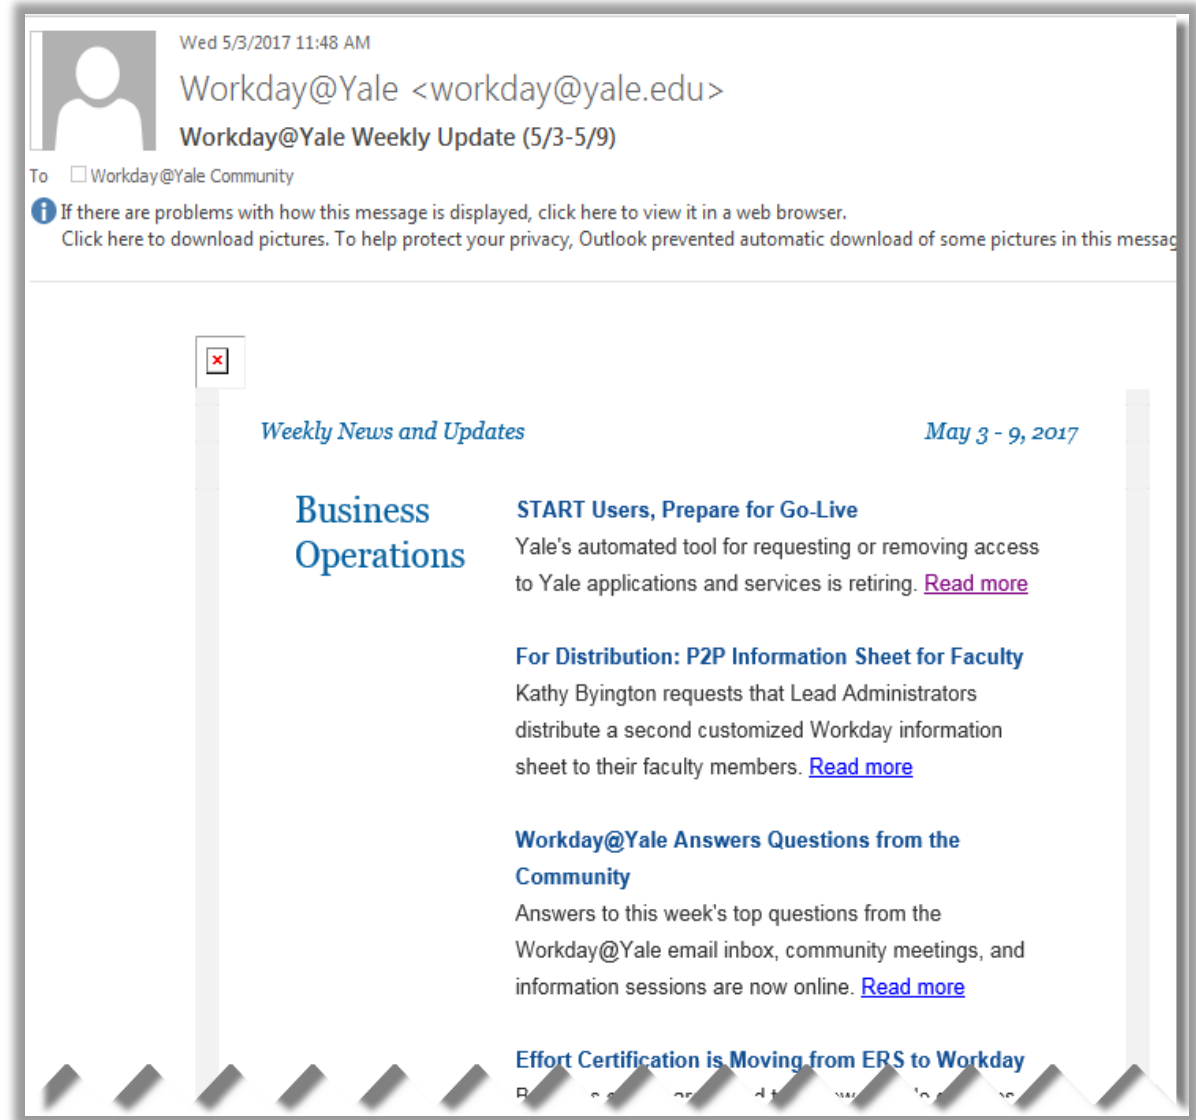 Wed 5/3/2017 11:48 AM
Workday@Yale <workday@yale.edu>
Workday@Yale Weekly Update (5/3-5/9)
To Workday@Yale Community
If there are problems with how this message is displayed, click here to view it in a web browser.
Click here to download pictures. To help protect your privacy, Outlook prevented automatic download of some pictures in this messag
Weekly News and Updates
May 3 - 9, 2017
Business
Operations
START Users, Prepare for Go-Live
Yale's automated tool for requesting or removing access
to Yale applications and services is retiring. Read more
For Distribution: P2P Information Sheet for Faculty
Kathy Byington requests that Lead Administrators
distribute a second customized Workday information
sheet to their faculty members. Read more
Workday@Yale Answers Questions from the
Community
Answers to this week's top questions from the
Workday@Yale email inbox, community meetings, and
information sessions are now online. Read more
Effort Certification is Moving from ERS to Workday